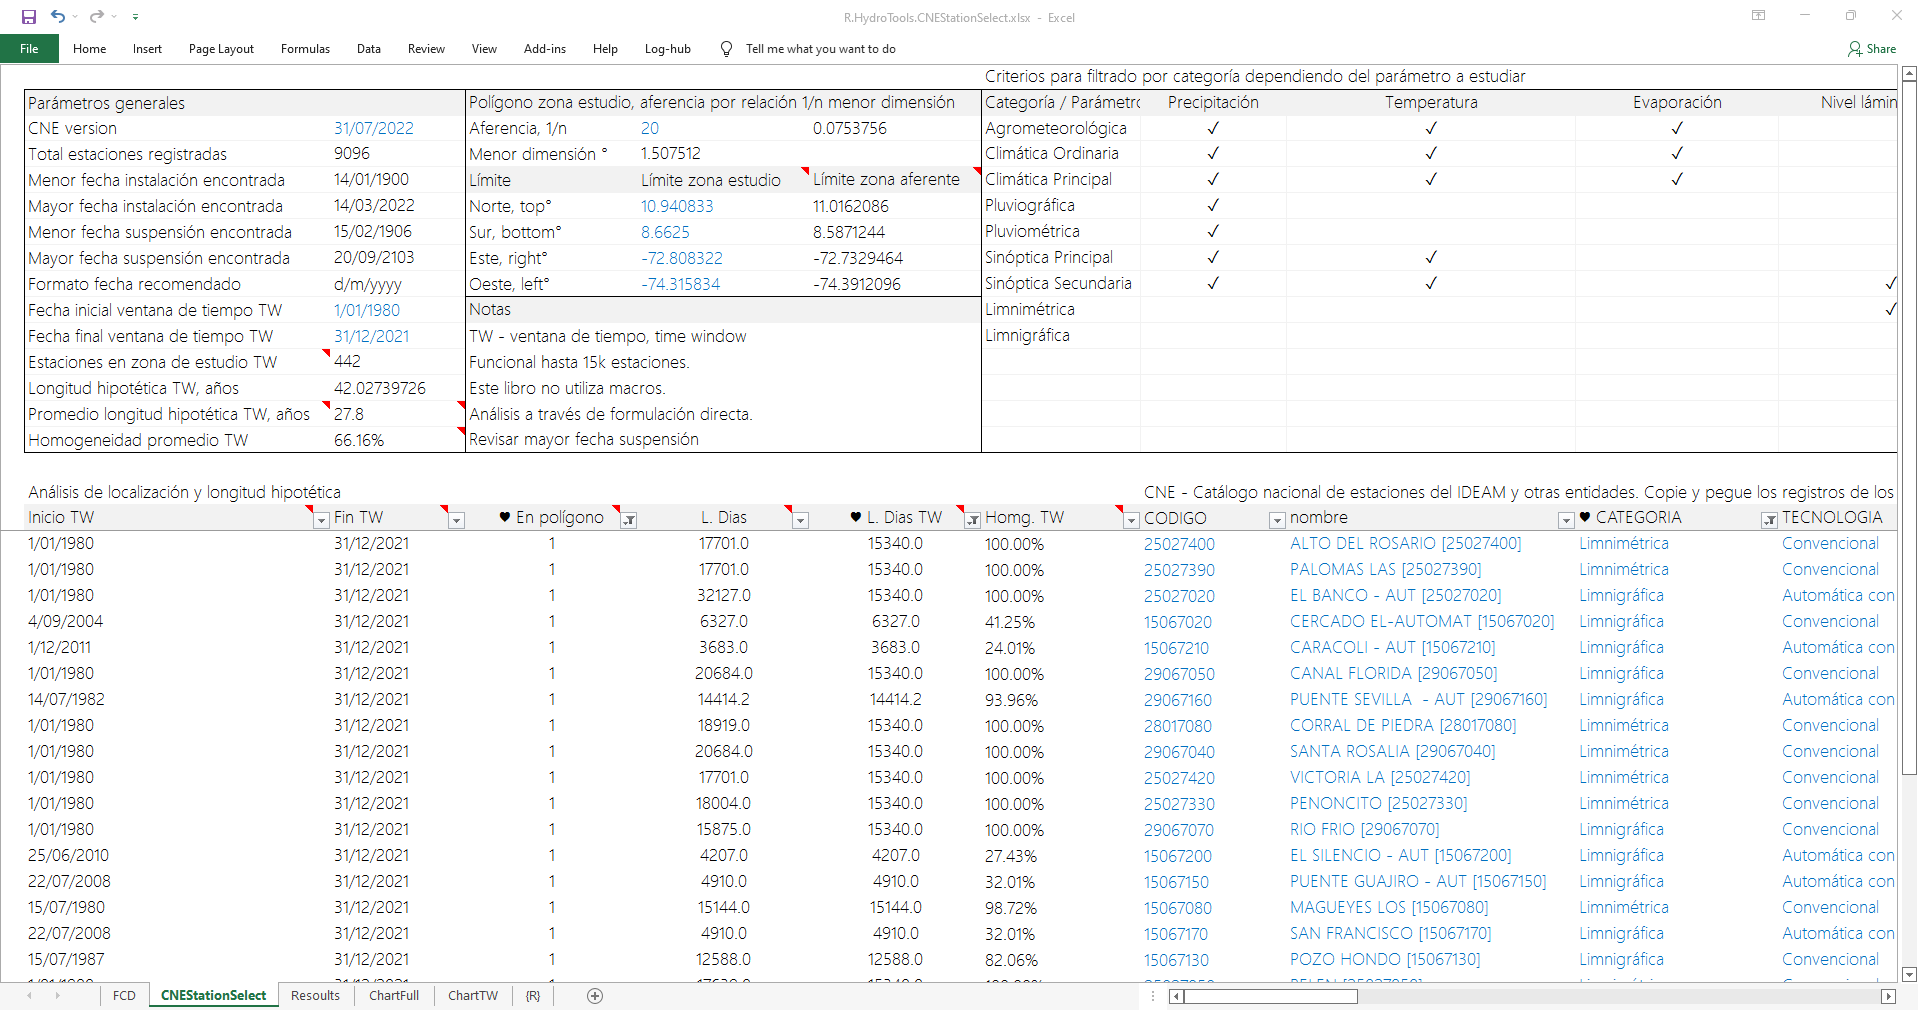 R.HydroTools.CNEStationSelect.xlsx - Excel
File Home Insert Page Layout Formulas Data Review View Add-ins Help Log-hub Tell me what you want to do Share
Criterios para filtrado por categoría dependiendo del parámetro a estudiar
Parámetros generales Polígono zona estudio, aferencia por relación 1/n menor dimensión Categoría / Parámetro Precipitación Temperatura Evaporación Nivel lámin
CNE version 31/07/2022 Aferencia, 1/n 20 0.0753756 Agrometeorológica ✓ ✓ ✓
Total estaciones registradas 9096 Menor dimensión ° 1.507512 Climática Ordinaria ✓ ✓ ✓
Menor fecha instalación encontrada 14/01/1900 Límite Límite zona estudio Límite zona aferente Climática Principal ✓ ✓ ✓
Mayor fecha instalación encontrada 14/03/2022 Norte, top° 10.940833 11.0162086 Pluviográfica ✓
Menor fecha suspensión encontrada 15/02/1906 Sur, bottom° 8.6625 8.5871244 Pluviométrica ✓
Mayor fecha suspensión encontrada 20/09/2103 Este, right° -72.808322 -72.7329464 Sinóptica Principal ✓ ✓
Formato fecha recomendado d/m/yyyy Oeste, left° -74.315834 -74.3912096 Sinóptica Secundaria ✓ ✓ ✓
Fecha inicial ventana de tiempo TW 1/01/1980 Notas Limnimétrica ✓
Fecha final ventana de tiempo TW 31/12/2021 TW - ventana de tiempo, time window Limnigráfica
Estaciones en zona de estudio TW 442 Funcional hasta 15k estaciones.
Longitud hipotética TW, años 42.02739726 Este libro no utiliza macros.
Promedio longitud hipotética TW, años 27.8 Análisis a través de formulación directa.
Homogeneidad promedio TW 66.16% Revisar mayor fecha suspensión
Análisis de localización y longitud hipotética CNE - Catálogo nacional de estaciones del IDEAM y otras entidades. Copie y pegue los registros de los
Inicio TW Fin TW ♥ En polígono L. Dias ♥ L. Dias TW Homg. TW CODIGO nombre ♥ CATEGORIA TECNOLOGIA
1/01/1980 31/12/2021 1 17701.0 15340.0 100.00% 25027400 ALTO DEL ROSARIO [25027400] Limnimétrica Convencional
1/01/1980 31/12/2021 1 17701.0 15340.0 100.00% 25027390 PALOMAS LAS [25027390] Limnimétrica Convencional
1/01/1980 31/12/2021 1 32127.0 15340.0 100.00% 25027020 EL BANCO - AUT [25027020] Limnigráfica Automática con
4/09/2004 31/12/2021 1 6327.0 6327.0 41.25% 15067020 CERCADO EL-AUTOMAT [15067020] Limnigráfica Convencional
1/12/2011 31/12/2021 1 3683.0 3683.0 24.01% 15067210 CARACOLI - AUT [15067210] Limnigráfica Automática con
1/01/1980 31/12/2021 1 20684.0 15340.0 100.00% 29067050 CANAL FLORIDA [29067050] Limnigráfica Convencional
14/07/1982 31/12/2021 1 14414.2 14414.2 93.96% 29067160 PUENTE SEVILLA - AUT [29067160] Limnigráfica Automática con
1/01/1980 31/12/2021 1 18919.0 15340.0 100.00% 28017080 CORRAL DE PIEDRA [28017080] Limnimétrica Convencional
1/01/1980 31/12/2021 1 20684.0 15340.0 100.00% 29067040 SANTA ROSALIA [29067040] Limnimétrica Convencional
1/01/1980 31/12/2021 1 17701.0 15340.0 100.00% 25027420 VICTORIA LA [25027420] Limnimétrica Convencional
1/01/1980 31/12/2021 1 18004.0 15340.0 100.00% 25027330 PENONCITO [25027330] Limnimétrica Convencional
1/01/1980 31/12/2021 1 15875.0 15340.0 100.00% 29067070 RIO FRIO [29067070] Limnigráfica Convencional
25/06/2010 31/12/2021 1 4207.0 4207.0 27.43% 15067200 EL SILENCIO - AUT [15067200] Limnigráfica Automática con
22/07/2008 31/12/2021 1 4910.0 4910.0 32.01% 15067150 PUENTE GUAJIRO - AUT [15067150] Limnigráfica Automática con
15/07/1980 31/12/2021 1 15144.0 15144.0 98.72% 15067080 MAGUEYES LOS [15067080] Limnimétrica Convencional
22/07/2008 31/12/2021 1 4910.0 4910.0 32.01% 15067170 SAN FRANCISCO [15067170] Limnigráfica Automática con
15/07/1987 31/12/2021 1 12588.0 12588.0 82.06% 15067130 POZO HONDO [15067130] Limnigráfica Convencional
FCD CNEStationSelect Resoults ChartFull ChartTW {R}